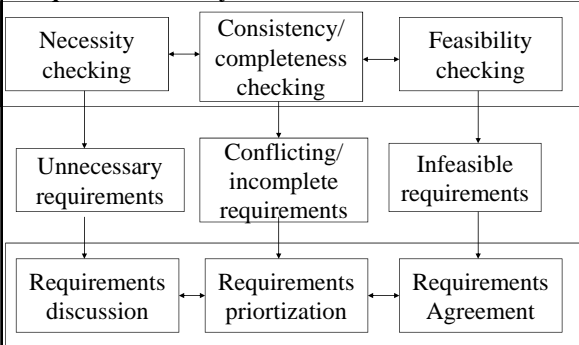 Necessity
checking
Consistency/
completeness
checking
Feasibility
checking
Unnecessary
requirements
Conflicting/
incomplete
requirements
Infeasible
requirements
Requirements
discussion
Requirements
priortization
Requirements
Agreement